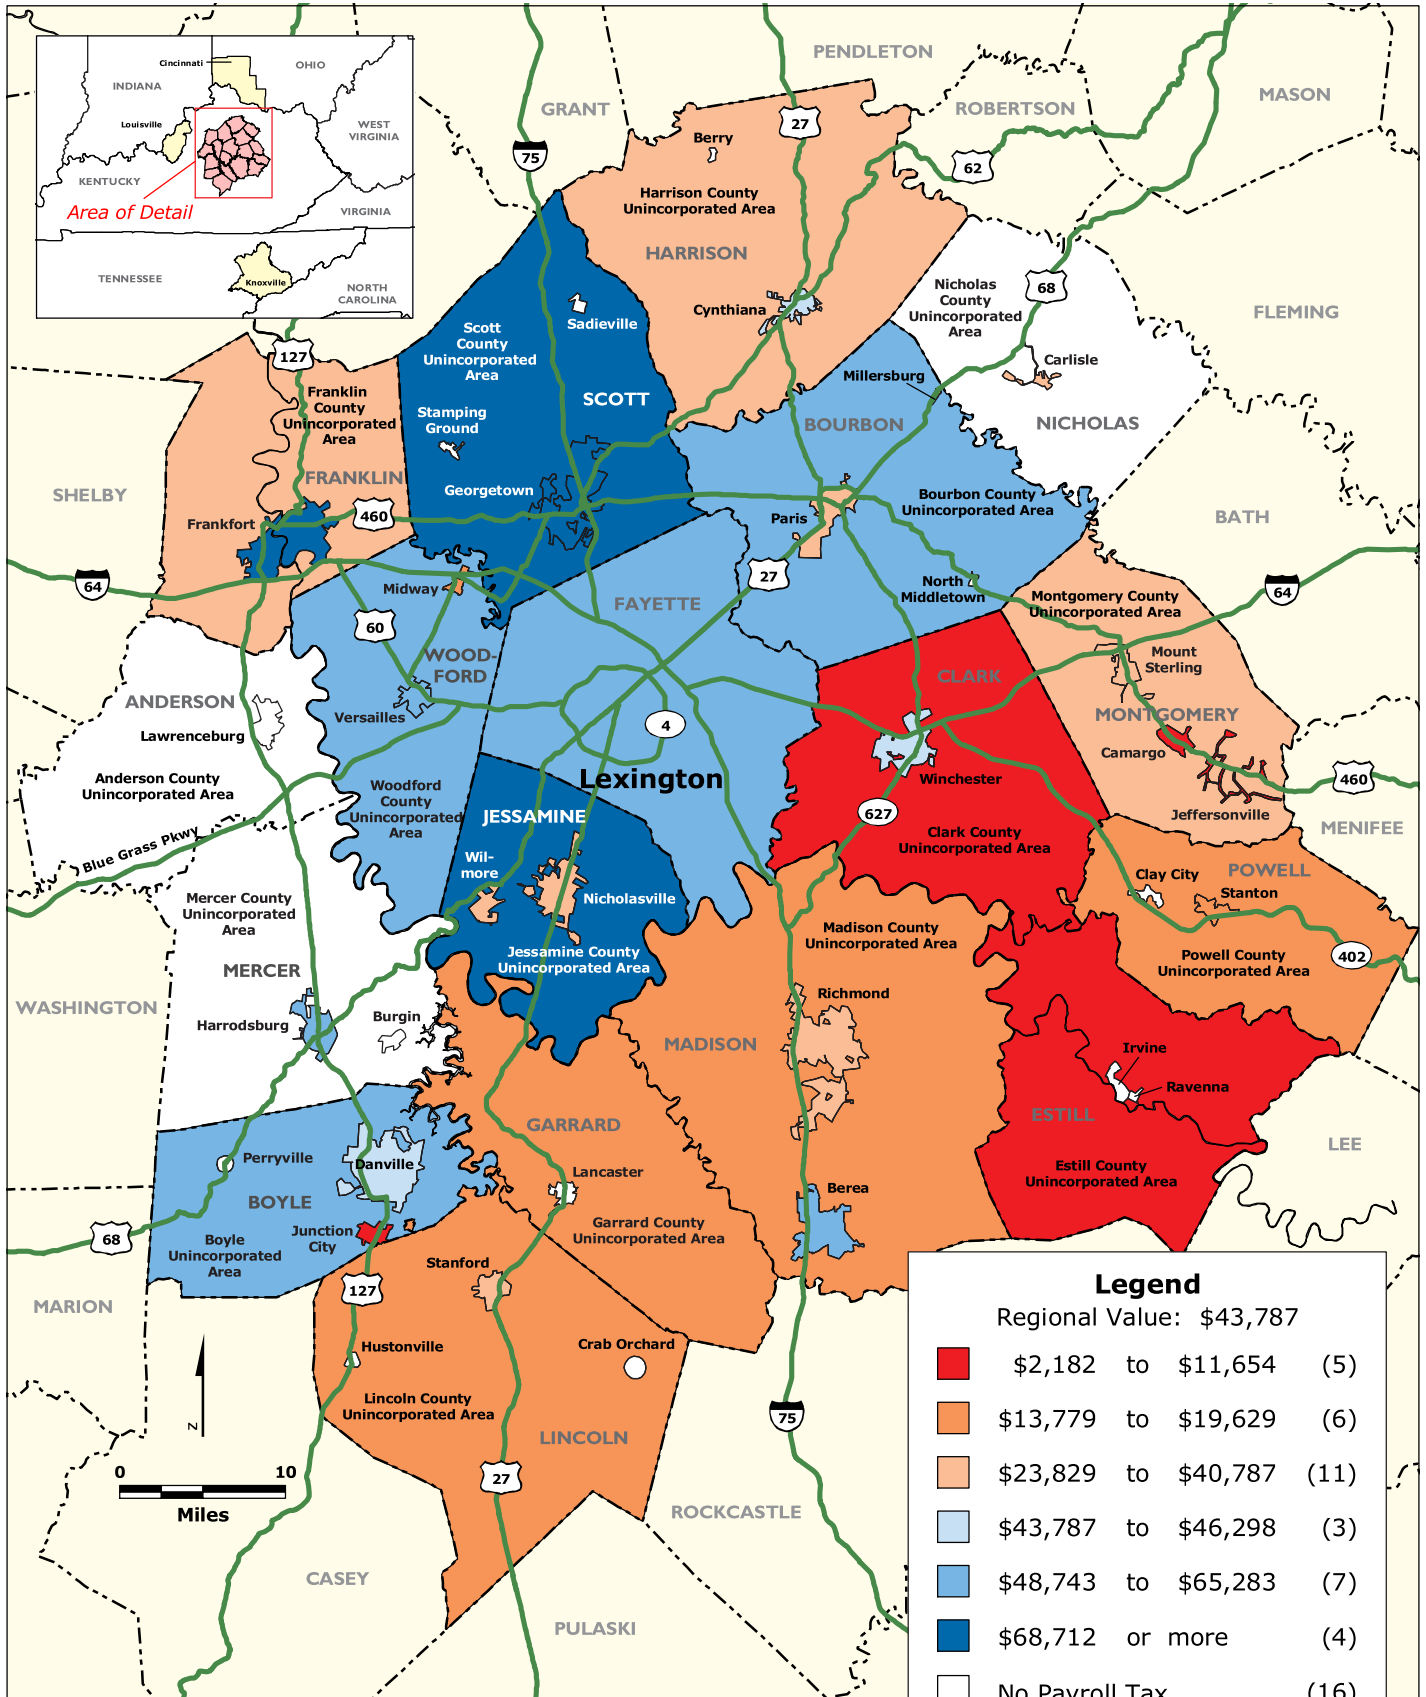 PENDLETON
GRANT
ROBERTSON
MASON
Cincinnati
OHIO
INDIANA
Louisville
WEST
VIRGINIA
KENTUCKY
Area of Detail
VIRGINIA
TENNESSEE
Knoxville
NORTH
CAROLINA
75
27
62
Berry
Harrison County
Unincorporated Area
HARRISON
Cynthiana
Nicholas
County
Unincorporated
Area
68
FLEMING
Carlisle
NICHOLAS
Millersburg
Sadieville
Scott
County
Unincorporated
Area
SCOTT
Stamping
Ground
Georgetown
127
Franklin
County
Unincorporated
Area
FRANKLIN
SHELBY
Frankfort
460
BOURBON
Bourbon County
Unincorporated Area
Paris
BATH
64
Midway
60
FAYETTE
27
North
Middletown
Montgomery County
Unincorporated Area
64
WOOD-
FORD
Versailles
CLARK
Mount
Sterling
ANDERSON
Lawrenceburg
Anderson County
Unincorporated Area
4
MONTGOMERY
Camargo
Winchester
460
Lexington
Woodford
County
Unincorporated
Area
JESSAMINE
627
Jeffersonville
MENIFEE
Blue Grass Pkwy
Clark County
Unincorporated Area
Wil-
more
Nicholasville
Clay City
POWELL
Stanton
Mercer County
Unincorporated
Area
MERCER
Madison County
Unincorporated Area
Jessamine County
Unincorporated Area
Powell County
Unincorporated Area
402
WASHINGTON
Harrodsburg
Burgin
Richmond
MADISON
Irvine
Ravenna
ESTILL
GARRARD
LEE
Perryville
Danville
Lancaster
Estill County
Unincorporated Area
BOYLE
Berea
Junction
City
Garrard County
Unincorporated Area
68
Boyle
Unincorporated
Area
Stanford
127
MARION
Hustonville
Crab Orchard
Lincoln County
Unincorporated Area
LINCOLN
75
N
0 10
Miles
27
ROCKCASTLE
CASEY
PULASKI
Legend
Regional Value: $43,787
$2,182 to $11,654 (5)
$13,779 to $19,629 (6)
$23,829 to $40,787 (11)
$43,787 to $46,298 (3)
$48,743 to $65,283 (7)
$68,712 or more (4)
No Payroll Tax (16)